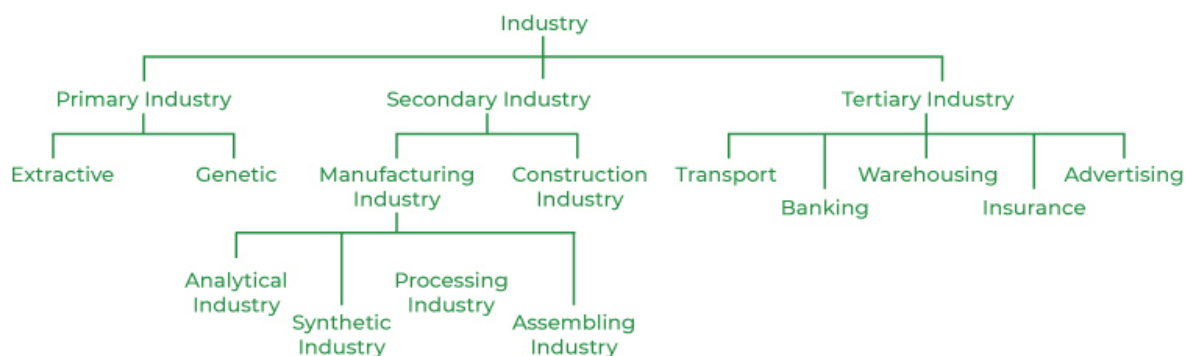 Industry
Primary Industry
Secondary Industry
Tertiary Industry
Extractive
Genetic
Manufacturing
Industry
Construction
Industry
Transport
Banking
Warehousing
Insurance
Advertising
Analytical
Industry
Synthetic
Industry
Processing
Industry
Assembling
Industry